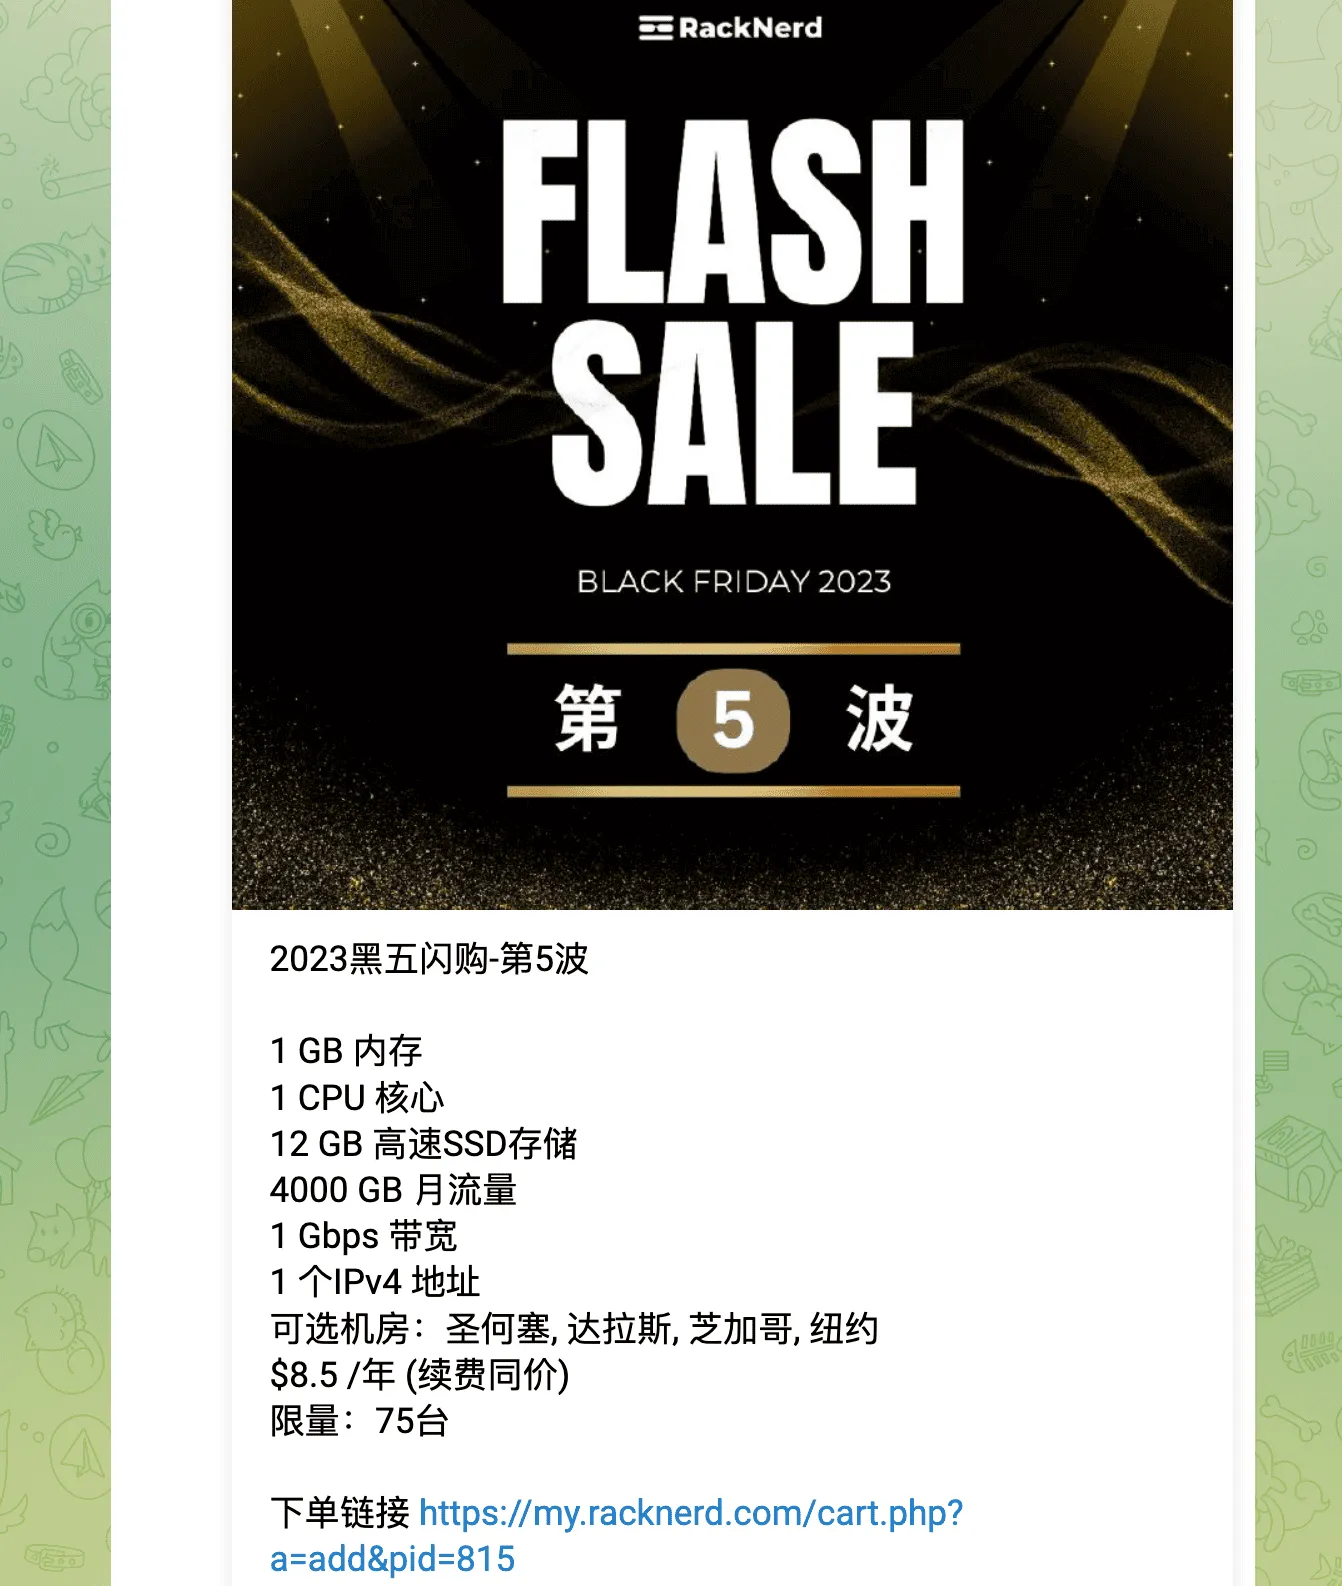 RackNerd
FLASH
SALE
BLACK FRIDAY 2023
第 5 波
2023黑五闪购-第5波
1 GB 内存
1 CPU 核心
12 GB 高速SSD存储
4000 GB 月流量
1 Gbps 带宽
1 个IPv4 地址
可选机房：圣何塞, 达拉斯, 芝加哥, 纽约
$8.5 /年 (续费同价)
限量：75台
下单链接 https://my.racknerd.com/cart.php?
a=add&pid=815